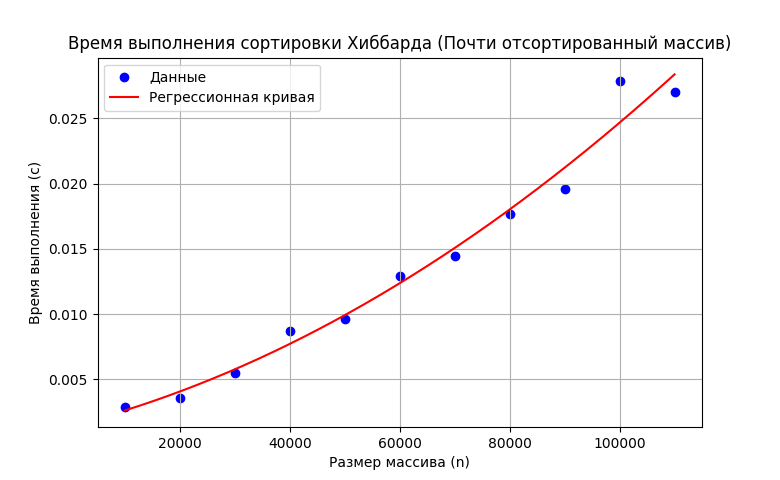 Время выполнения сортировки Хиббарда (Почти отсортированный массив)
Данные
Регрессионная кривая
0.025
0.020
0.015
0.010
0.005
Время выполнения (с)
20000 40000 60000 80000 100000
Размер массива (n)